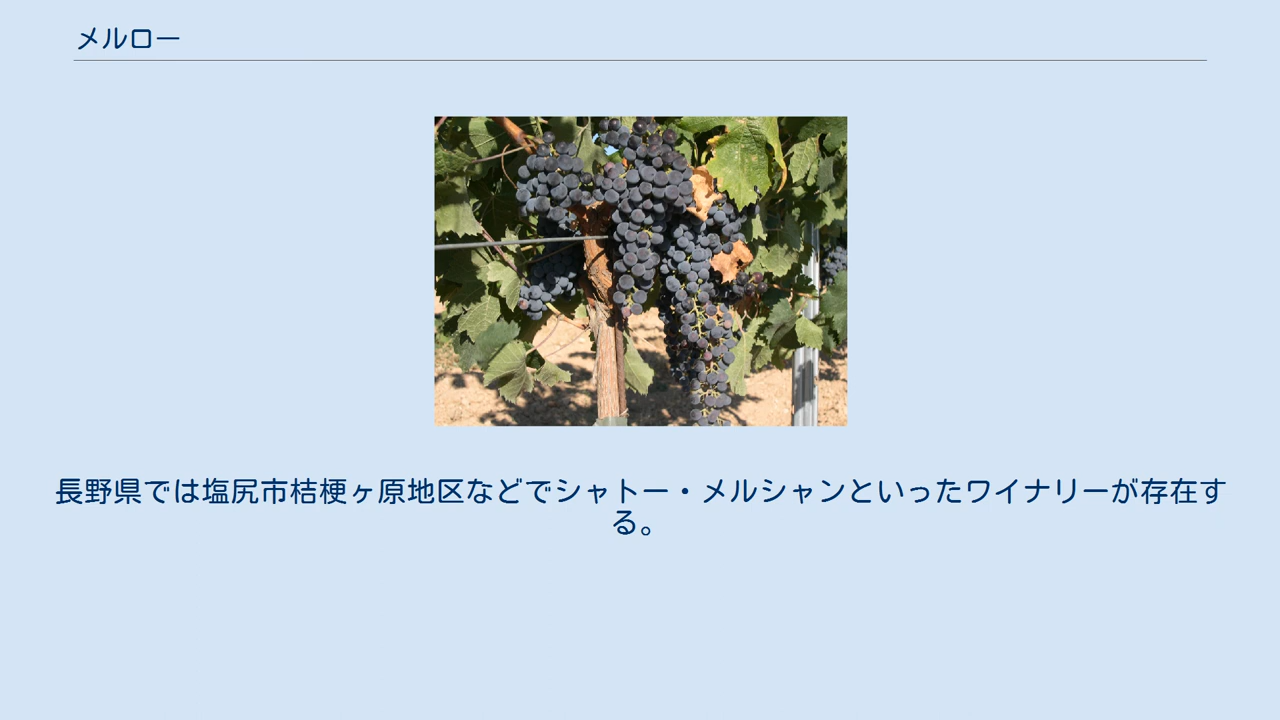 メルロー
長野県では塩尻市桔梗ヶ原地区などでシャトー・メルシャンといったワイナリーが存在す
る。